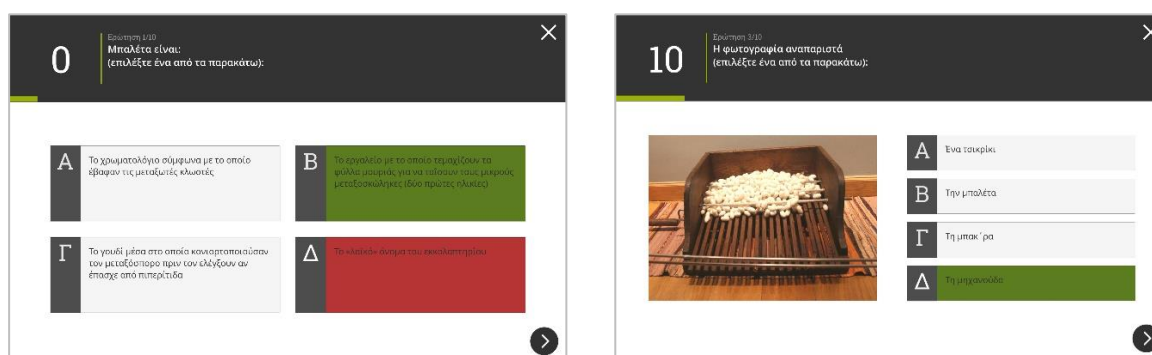 0
Ερώτηση 1/10
Μπαλέτα είναι:
(επιλέξτε ένα από τα παρακάτω):
Α
Το χρωματολόγιο σύμφωνα με το οποίο
έβαφαν τις μεταξωτές κλωστές
Β
Το εργαλείο με το οποίο τεμαχίζουν τα
φύλλα μουριάς για να ταΐσουν τους μικρούς
μεταξοσκώληκες (δύο πρώτες ηλικίες)
Γ
Το γουδί μέσα στο οποίο κονιορτοποιούσαν
τον μεταξόσπορο πριν τον ελέγξουν αν
έπασχε από πιπερίτιδα
Δ
Το «λαϊκό» όνομα του εκκολαπτηρίου
10
Ερώτηση 3/10
Η φωτογραφία αναπαριστά
(επιλέξτε ένα από τα παρακάτω):
Α
Ένα τσικρίκι
Β
Την μπαλέτα
Γ
Τη μπακ΄ρα
Δ
Τη μηχανούδα